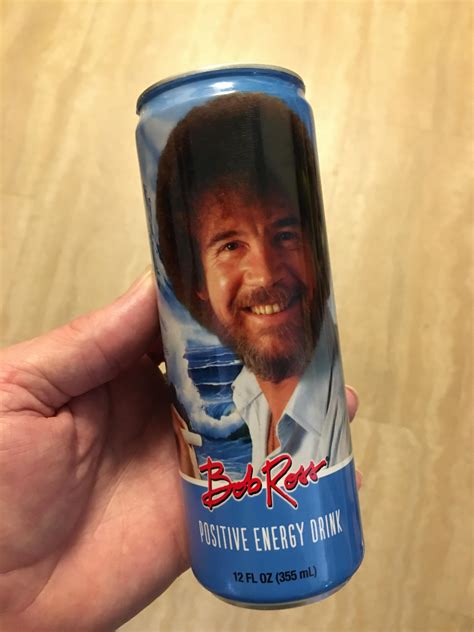 Bob Ross
POSITIVE ENERGY DRINK
12 FL OZ (355 mL)